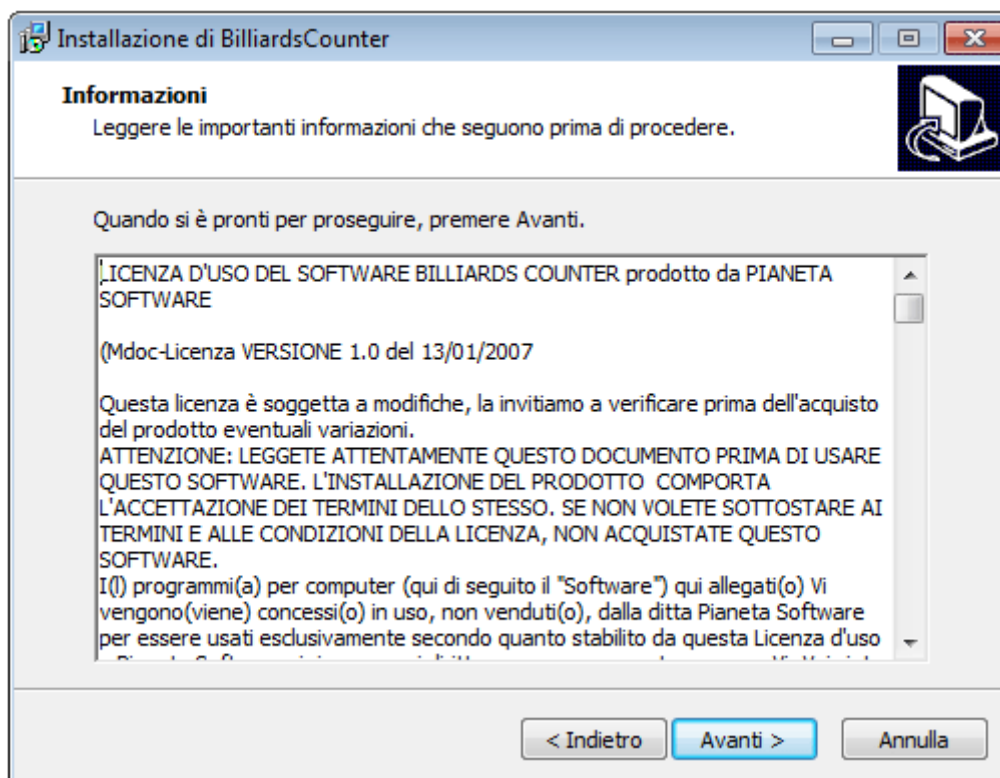 Installazione di BilliardsCounter
Informazioni
Leggere le importanti informazioni che seguono prima di procedere.
Quando si è pronti per proseguire, premere Avanti.
LICENZA D'USO DEL SOFTWARE BILLIARDS COUNTER prodotto da PIANETA
SOFTWARE
(Mdoc-Licenza VERSIONE 1.0 del 13/01/2007
Questa licenza è soggetta a modifiche, la invitiamo a verificare prima dell'acquisto
del prodotto eventuali variazioni.
ATTENZIONE: LEGGETE ATTENTAMENTE QUESTO DOCUMENTO PRIMA DI USARE
QUESTO SOFTWARE. L'INSTALLAZIONE DEL PRODOTTO  COMPORTA
L'ACCETTAZIONE DEI TERMINI DELLO STESSO. SE NON VOLETE SOTTOSTARE AI
TERMINI E ALLE CONDIZIONI DELLA LICENZA, NON ACQUISTATE QUESTO
SOFTWARE.
I(l) programmi(a) per computer (qui di seguito il "Software") qui allegati(o) Vi
vengono(viene) concessi(o) in uso, non venduti(o), dalla ditta Pianeta Software
per essere usati esclusivamente secondo quanto stabilito da questa Licenza d'uso
< Indietro
Avanti >
Annulla